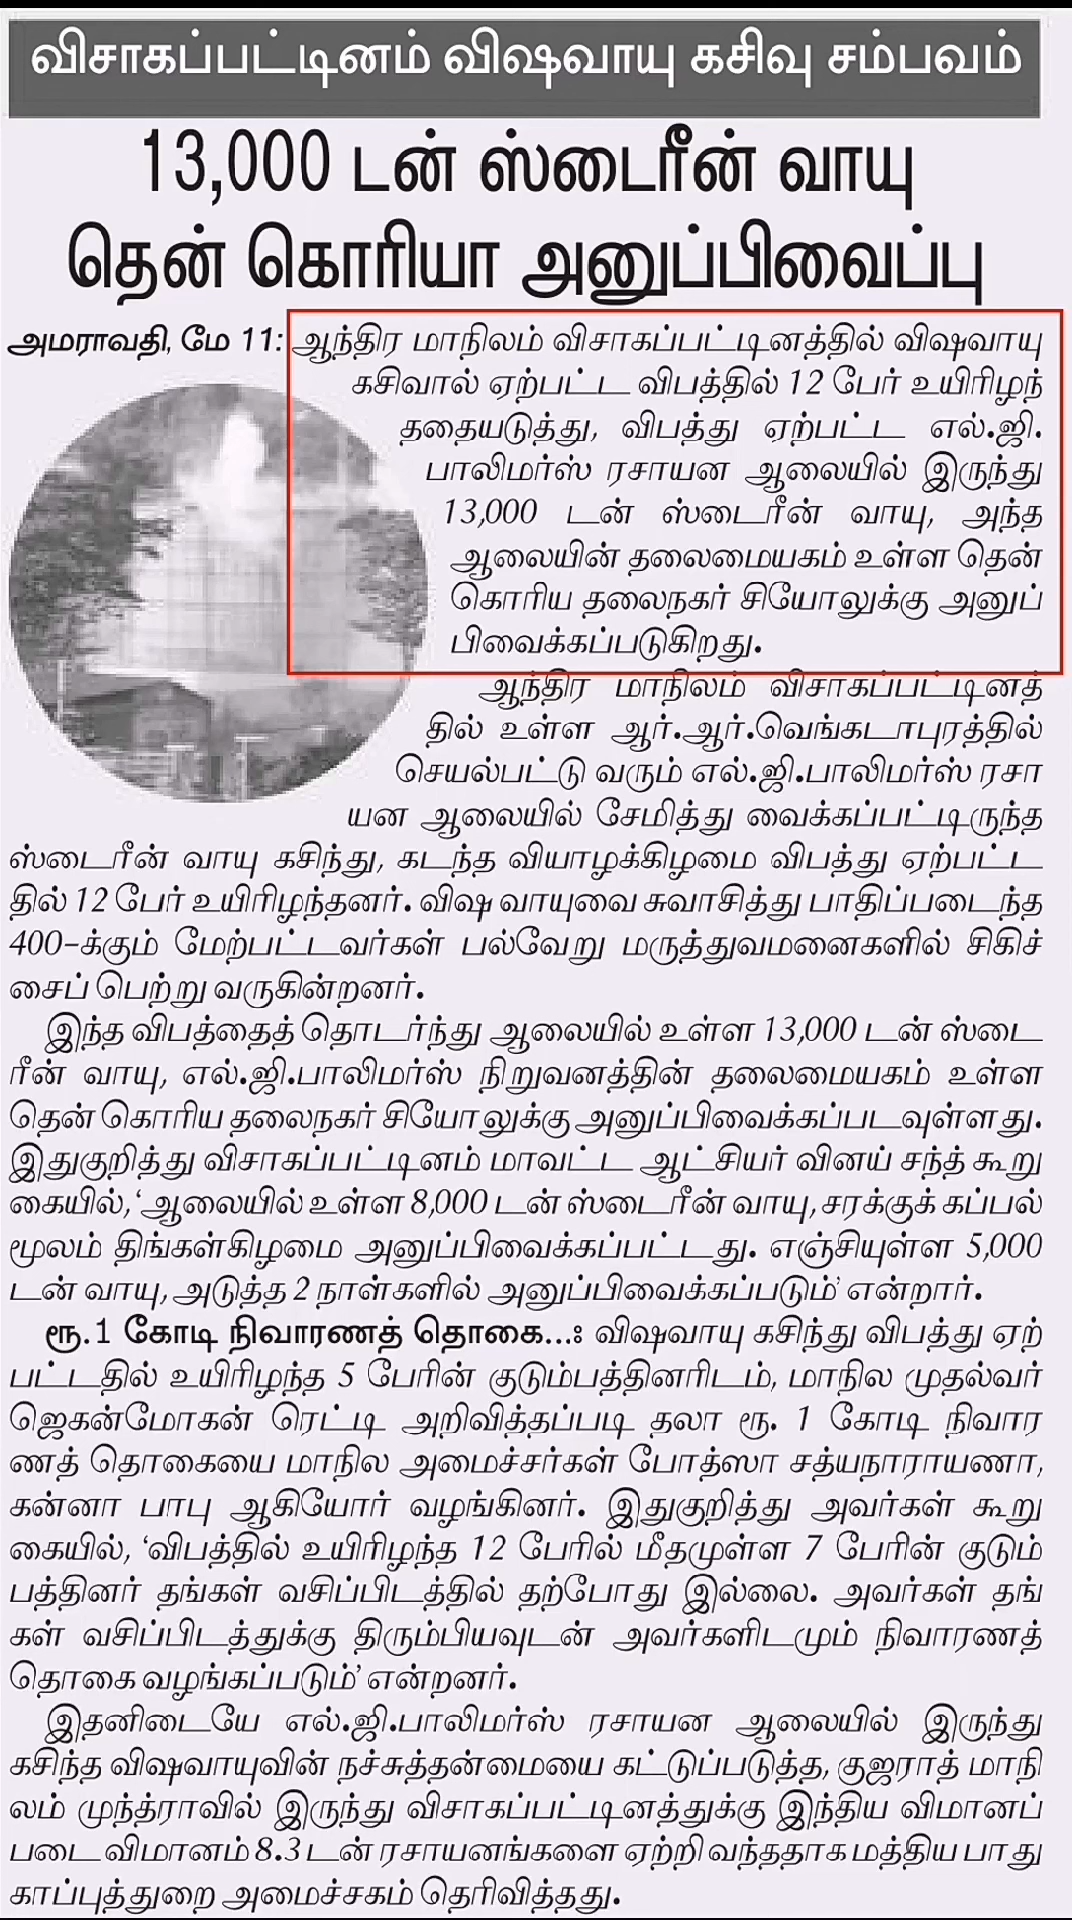 விசாகப்பட்டினம் விஷவாயு கசிவு சம்பவம்
13,000 டன் ஸ்டைரீன் வாயு
தென் கொரியா அனுப்பிவைப்பு
அமராவதி, மே 11: ஆந்திர மாநிலம் விசாகப்பட்டினத்தில் விஷவாயு
கசிவால் ஏற்பட்ட விபத்தில் 12 பேர் உயிரிழந்
ததையடுத்து, விபத்து ஏற்பட்ட எல்.ஜி.
பாலிமர்ஸ் ரசாயன ஆலையில் இருந்து
13,000 டன் ஸ்டைரீன் வாயு, அந்த
ஆலையின் தலைமையகம் உள்ள தென்
கொரிய தலைநகர் சியோலுக்கு அனுப்
பிவைக்கப்படுகிறது.
ஆந்திர மாநிலம் விசாகப்பட்டினத்
தில் உள்ள ஆர்.ஆர்.வெங்கடாபுரத்தில்
செயல்பட்டு வரும் எல்.ஜி.பாலிமர்ஸ் ரசா
யன ஆலையில் சேமித்து வைக்கப்பட்டிருந்த
ஸ்டைரீன் வாயு கசிந்து, கடந்த வியாழக்கிழமை விபத்து ஏற்பட்ட
தில் 12 பேர் உயிரிழந்தனர். விஷ வாயுவை சுவாசித்து பாதிப்படைந்த
400-க்கும் மேற்பட்டவர்கள் பல்வேறு மருத்துவமனைகளில் சிகிச்
சைப் பெற்று வருகின்றனர்.
இந்த விபத்தைத் தொடர்ந்து ஆலையில் உள்ள 13,000 டன் ஸ்டை
ரீன் வாயு, எல்.ஜி.பாலிமர்ஸ் நிறுவனத்தின் தலைமையகம் உள்ள
தென் கொரிய தலைநகர் சியோலுக்கு அனுப்பிவைக்கப்படவுள்ளது.
இதுகுறித்து விசாகப்பட்டினம் மாவட்ட ஆட்சியர் வினய் சந்த் கூறு
கையில், ‘ஆலையில் உள்ள 8,000 டன் ஸ்டைரீன் வாயு, சரக்குக் கப்பல்
மூலம் திங்கள்கிழமை அனுப்பிவைக்கப்பட்டது. எஞ்சியுள்ள 5,000
டன் வாயு, அடுத்த 2 நாள்களில் அனுப்பிவைக்கப்படும்’ என்றார்.
ரூ.1 கோடி நிவாரணத் தொகை...: விஷவாயு கசிந்து விபத்து ஏற்
பட்டதில் உயிரிழந்த 5 பேரின் குடும்பத்தினரிடம், மாநில முதல்வர்
ஜெகன்மோகன் ரெட்டி அறிவித்தப்படி தலா ரூ. 1 கோடி நிவார
ணத் தொகையை மாநில அமைச்சர்கள் போத்ஸா சத்யநாராயணா,
கன்னா பாபு ஆகியோர் வழங்கினர். இதுகுறித்து அவர்கள் கூறு
கையில், ‘விபத்தில் உயிரிழந்த 12 பேரில் மீதமுள்ள 7 பேரின் குடும்
பத்தினர் தங்கள் வசிப்பிடத்தில் தற்போது இல்லை. அவர்கள் தங்
கள் வசிப்பிடத்துக்கு திரும்பியவுடன் அவர்களிடமும் நிவாரணத்
தொகை வழங்கப்படும்’ என்றனர்.
இதனிடையே எல்.ஜி.பாலிமர்ஸ் ரசாயன ஆலையில் இருந்து
கசிந்த விஷவாயுவின் நச்சுத்தன்மையை கட்டுப்படுத்த, குஜராத் மாநி
லம் முந்த்ராவில் இருந்து விசாகப்பட்டினத்துக்கு இந்திய விமானப்
படை விமானம் 8.3 டன் ரசாயனங்களை ஏற்றி வந்ததாக மத்திய பாது
காப்புத்துறை அமைச்சகம் தெரிவித்தது.